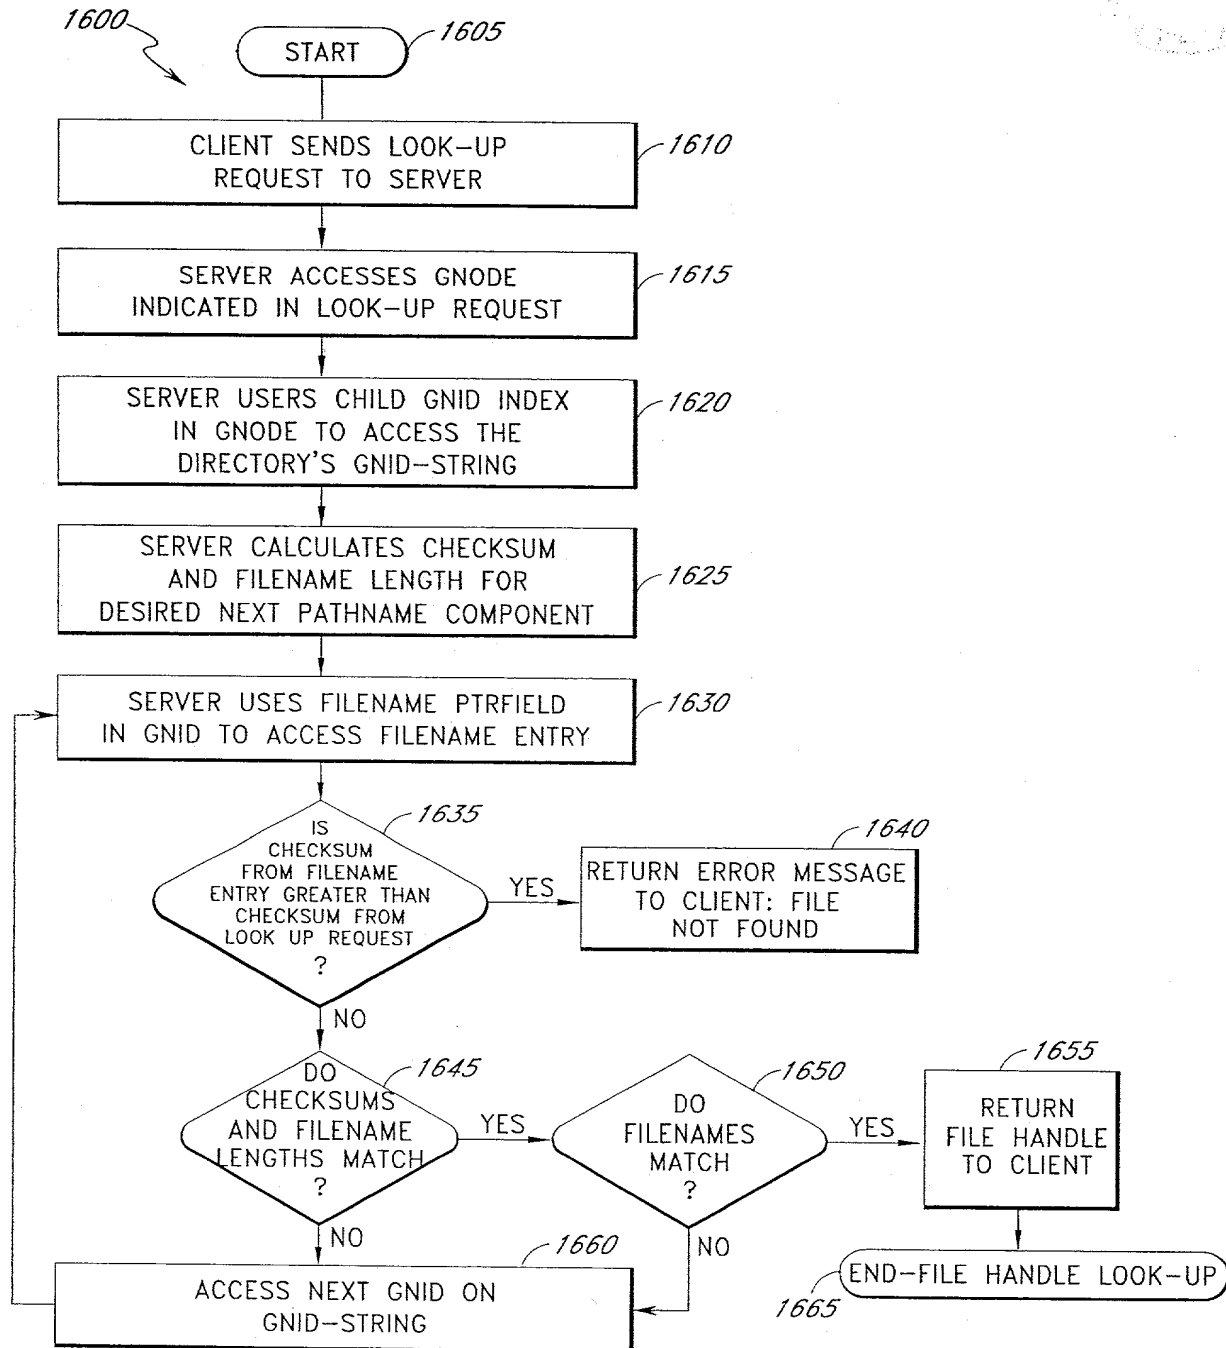 1600
START
1605
CLIENT SENDS LOOK-UP
REQUEST TO SERVER
1610
SERVER ACCESSES GNODE
INDICATED IN LOOK-UP REQUEST
1615
SERVER USERS CHILD GNID INDEX
IN GNODE TO ACCESS THE
DIRECTORY'S GNID-STRING
1620
SERVER CALCULATES CHECKSUM
AND FILENAME LENGTH FOR
DESIRED NEXT PATHNAME COMPONENT
1625
SERVER USES FILENAME PTRFIELD
IN GNID TO ACCESS FILENAME ENTRY
1630
IS
CHECKSUM
FROM FILENAME
ENTRY GREATER THAN
CHECKSUM FROM
LOOK UP REQUEST
?
1635
YES
RETURN ERROR MESSAGE
TO CLIENT: FILE
NOT FOUND
1640
NO
DO
CHECKSUMS
AND FILENAME
LENGTHS MATCH
?
1645
YES
DO
FILENAMES
MATCH
?
1650
YES
RETURN
FILE HANDLE
TO CLIENT
1655
NO
NO
ACCESS NEXT GNID ON
GNID-STRING
1660
END-FILE HANDLE LOOK-UP
1665